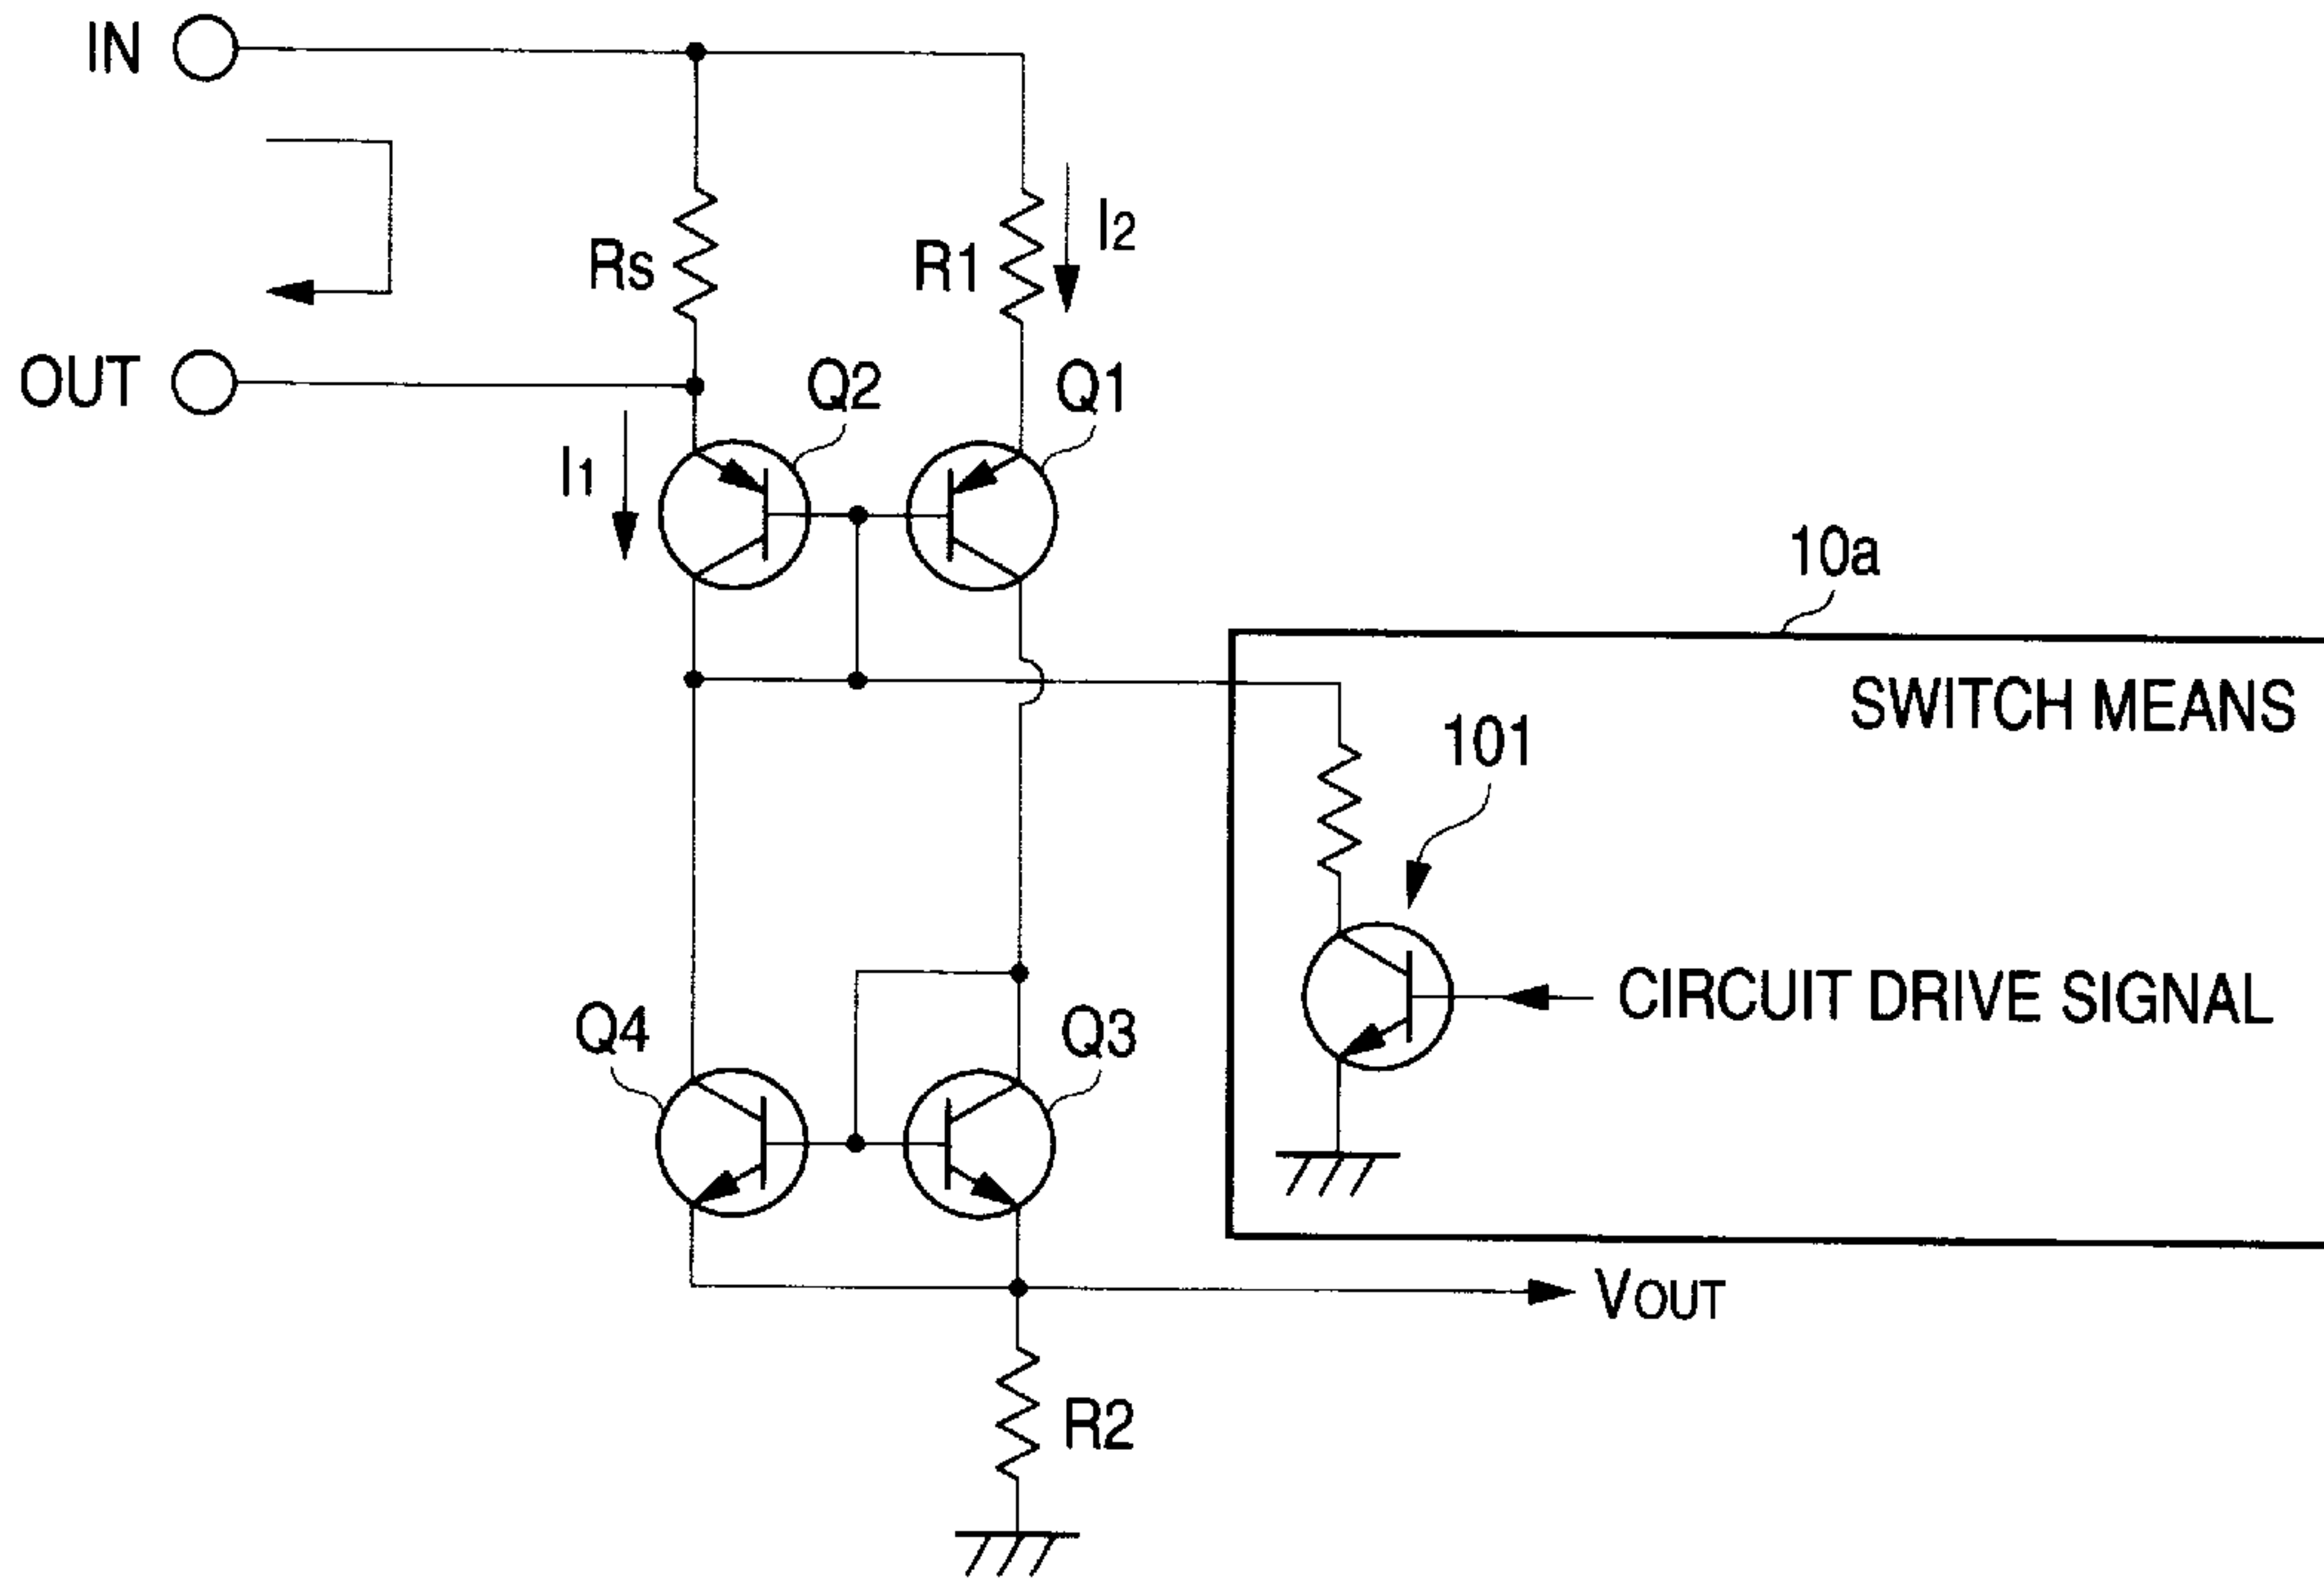 IN
Rs
R1
I2
OUT
Q2
Q1
I1
10a
SWITCH MEANS
101
CIRCUIT DRIVE SIGNAL
Q4
Q3
VOUT
R2